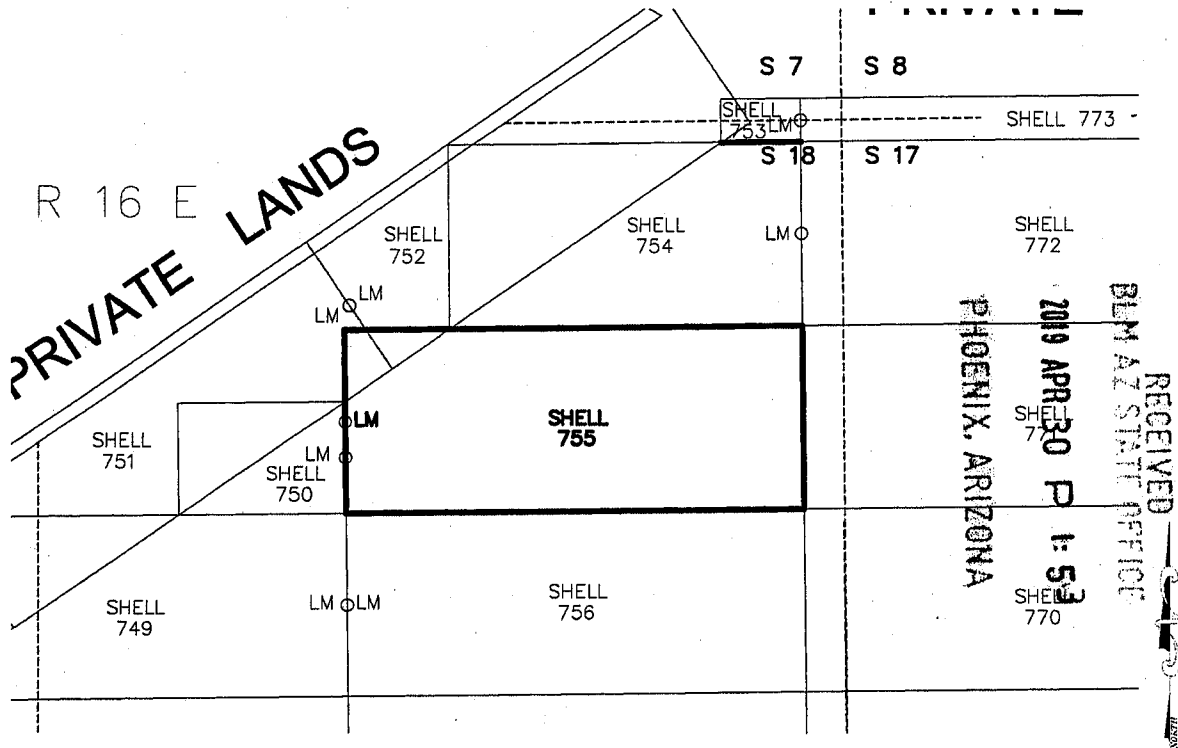 S 7
S 8
SHELL
753
LM
SHELL 773
S 18
S 17
R 16 E
PRIVATE LANDS
SHELL
752
SHELL
754
LM
SHELL
772
LM
LM
SHELL
755
LM
LM
SHELL
751
SHELL
750
SHELL
SHELL
749
LM
LM
SHELL
756
SHELL
770
RECEIVED
BLM AZ STATE OFFICE
2019 APR 30 P 1:53
PHOENIX, ARIZONA